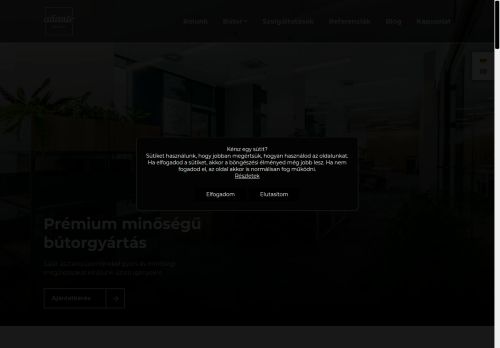 Rólunk Bútor Szolgáltatások Referenciák Blog Kapcsolat
Kérsz egy sütit?
Sütiket használunk, hogy jobban megértsük, hogyan használod az oldalunkat.
Ha elfogadod a sütiket, akkor a böngészési élményed még jobb lesz. Ha nem
fogadod el, az oldal akkor is normálisan fog működni.
Részletek
Elfogadom Elutasítom
Prémium minőségű
bútorgyártás
Ajánlatkérés